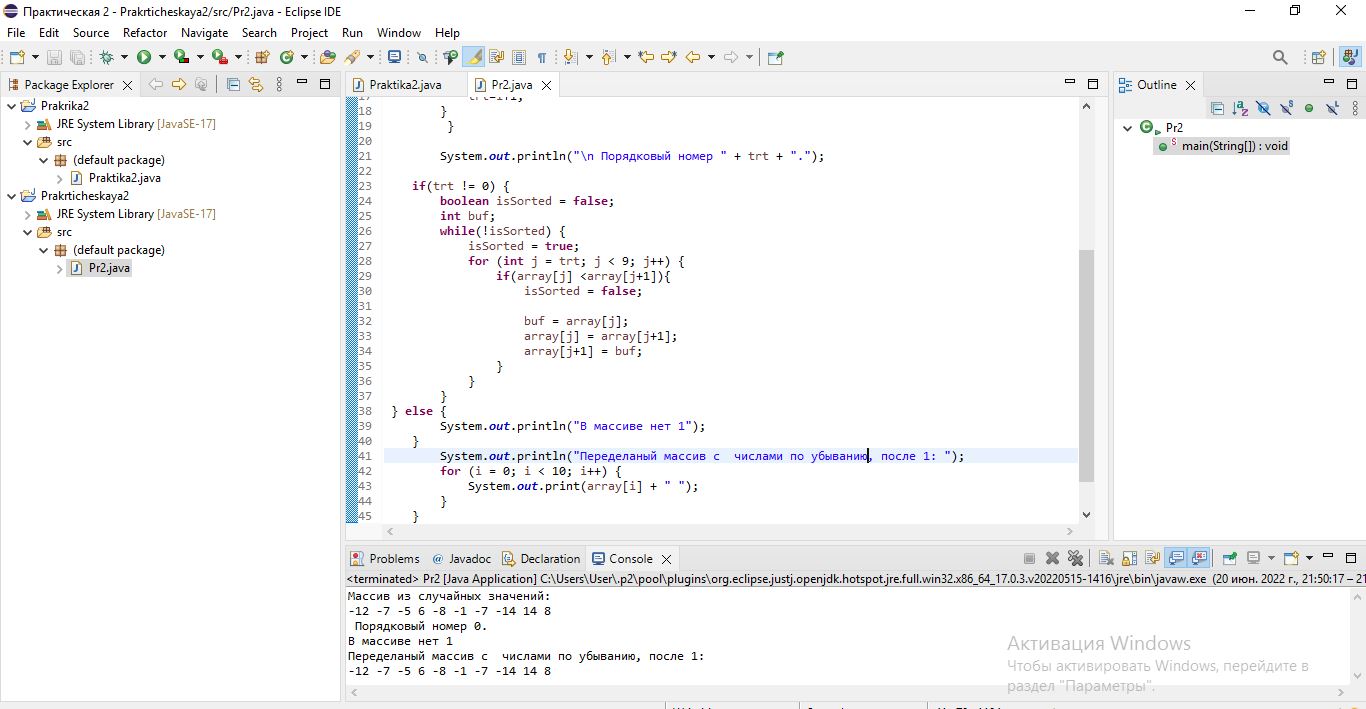 Практическая 2 - Prakrticheskaya2/src/Pr2.java - Eclipse IDE
File Edit Source Refactor Navigate Search Project Run Window Help
Package Explorer
Praktika2.java
Pr2.java
Outline
Prakrika2
JRE System Library [JavaSE-17]
src
(default package)
Praktika2.java
Prakrticheskaya2
JRE System Library [JavaSE-17]
src
(default package)
Pr2.java
17 trt=i+1;
18 }
19 }
20
21 System.out.println("\n Порядковый номер " + trt + ".");
22
23 if(trt != 0) {
24 boolean isSorted = false;
25 int buf;
26 while(!isSorted) {
27 isSorted = true;
28 for (int j = trt; j < 9; j++) {
29 if(array[j] <array[j+1]){
30 isSorted = false;
31
32 buf = array[j];
33 array[j] = array[j+1];
34 array[j+1] = buf;
35 }
36 }
37 }
38 } else {
39 System.out.println("В массиве нет 1");
40 }
41 System.out.println("Переделаный массив с  числами по убыванию, после 1: ");
42 for (i = 0; i < 10; i++) {
43 System.out.print(array[i] + " ");
44 }
45 }
Pr2
main(String[]) : void
Problems @ Javadoc Declaration Console
<terminated> Pr2 [Java Application] C:\Users\User\.p2\pool\plugins\org.eclipse.justj.openjdk.hotspot.jre.full.win32.x86_64_17.0.3.v20220515-1416\jre\bin\javaw.exe (20 июн. 2022 г., 21:50:17 – 21
Массив из случайных значений:
-12 -7 -5 6 -8 -1 -7 -14 14 8
Порядковый номер 0.
В массиве нет 1
Переделаный массив с  числами по убыванию, после 1:
-12 -7 -5 6 -8 -1 -7 -14 14 8
Активация Windows
Чтобы активировать Windows, перейдите в
раздел "Параметры".